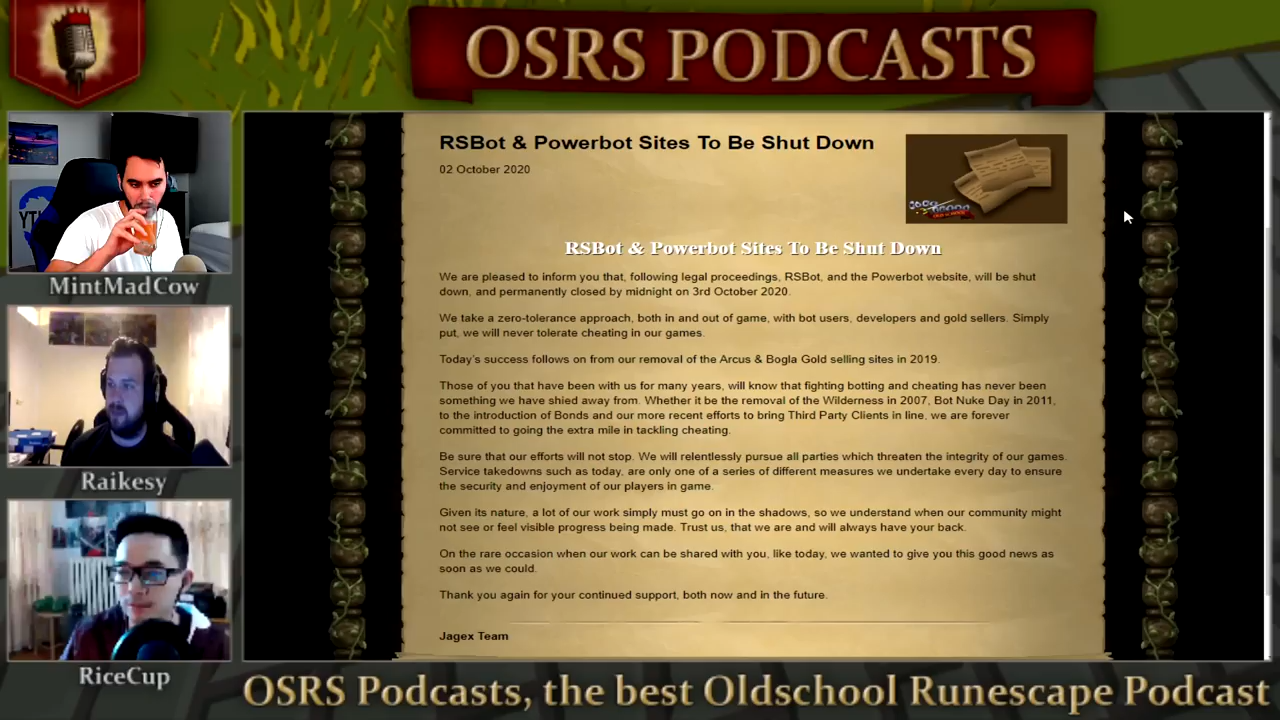 OSRS PODCASTS
MintMadCow
Raikesy
RiceCup
RSBot & Powerbot Sites To Be Shut Down
02 October 2020
RSBot & Powerbot Sites To Be Shut Down
We are pleased to inform you that, following legal proceedings, RSBot, and the Powerbot website, will be shut
down, and permanently closed by midnight on 3rd October 2020.
We take a zero-tolerance approach, both in and out of game, with bot users, developers and gold sellers. Simply
put, we will never tolerate cheating in our games.
Today's success follows on from our removal of the Arcus & Bogla Gold selling sites in 2019.
Those of you that have been with us for many years, will know that fighting botting and cheating has never been
something we have shied away from. Whether it be the removal of the Wilderness in 2007, Bot Nuke Day in 2011,
to the introduction of Bonds and our more recent efforts to bring Third Party Clients in line, we are forever
committed to going the extra mile in tackling cheating.
Be sure that our efforts will not stop. We will relentlessly pursue all parties which threaten the integrity of our games.
Service takedowns such as today, are only one of a series of different measures we undertake every day to ensure
the security and enjoyment of our players in game.
Given its nature, a lot of our work simply must go on in the shadows, so we understand when our community might
not see or feel visible progress being made. Trust us, that we are and will always have your back.
On the rare occasion when our work can be shared with you, like today, we wanted to give you this good news as
soon as we could.
Thank you again for your continued support, both now and in the future.
Jagex Team
OSRS Podcasts, the best Oldschool Runescape Podcast